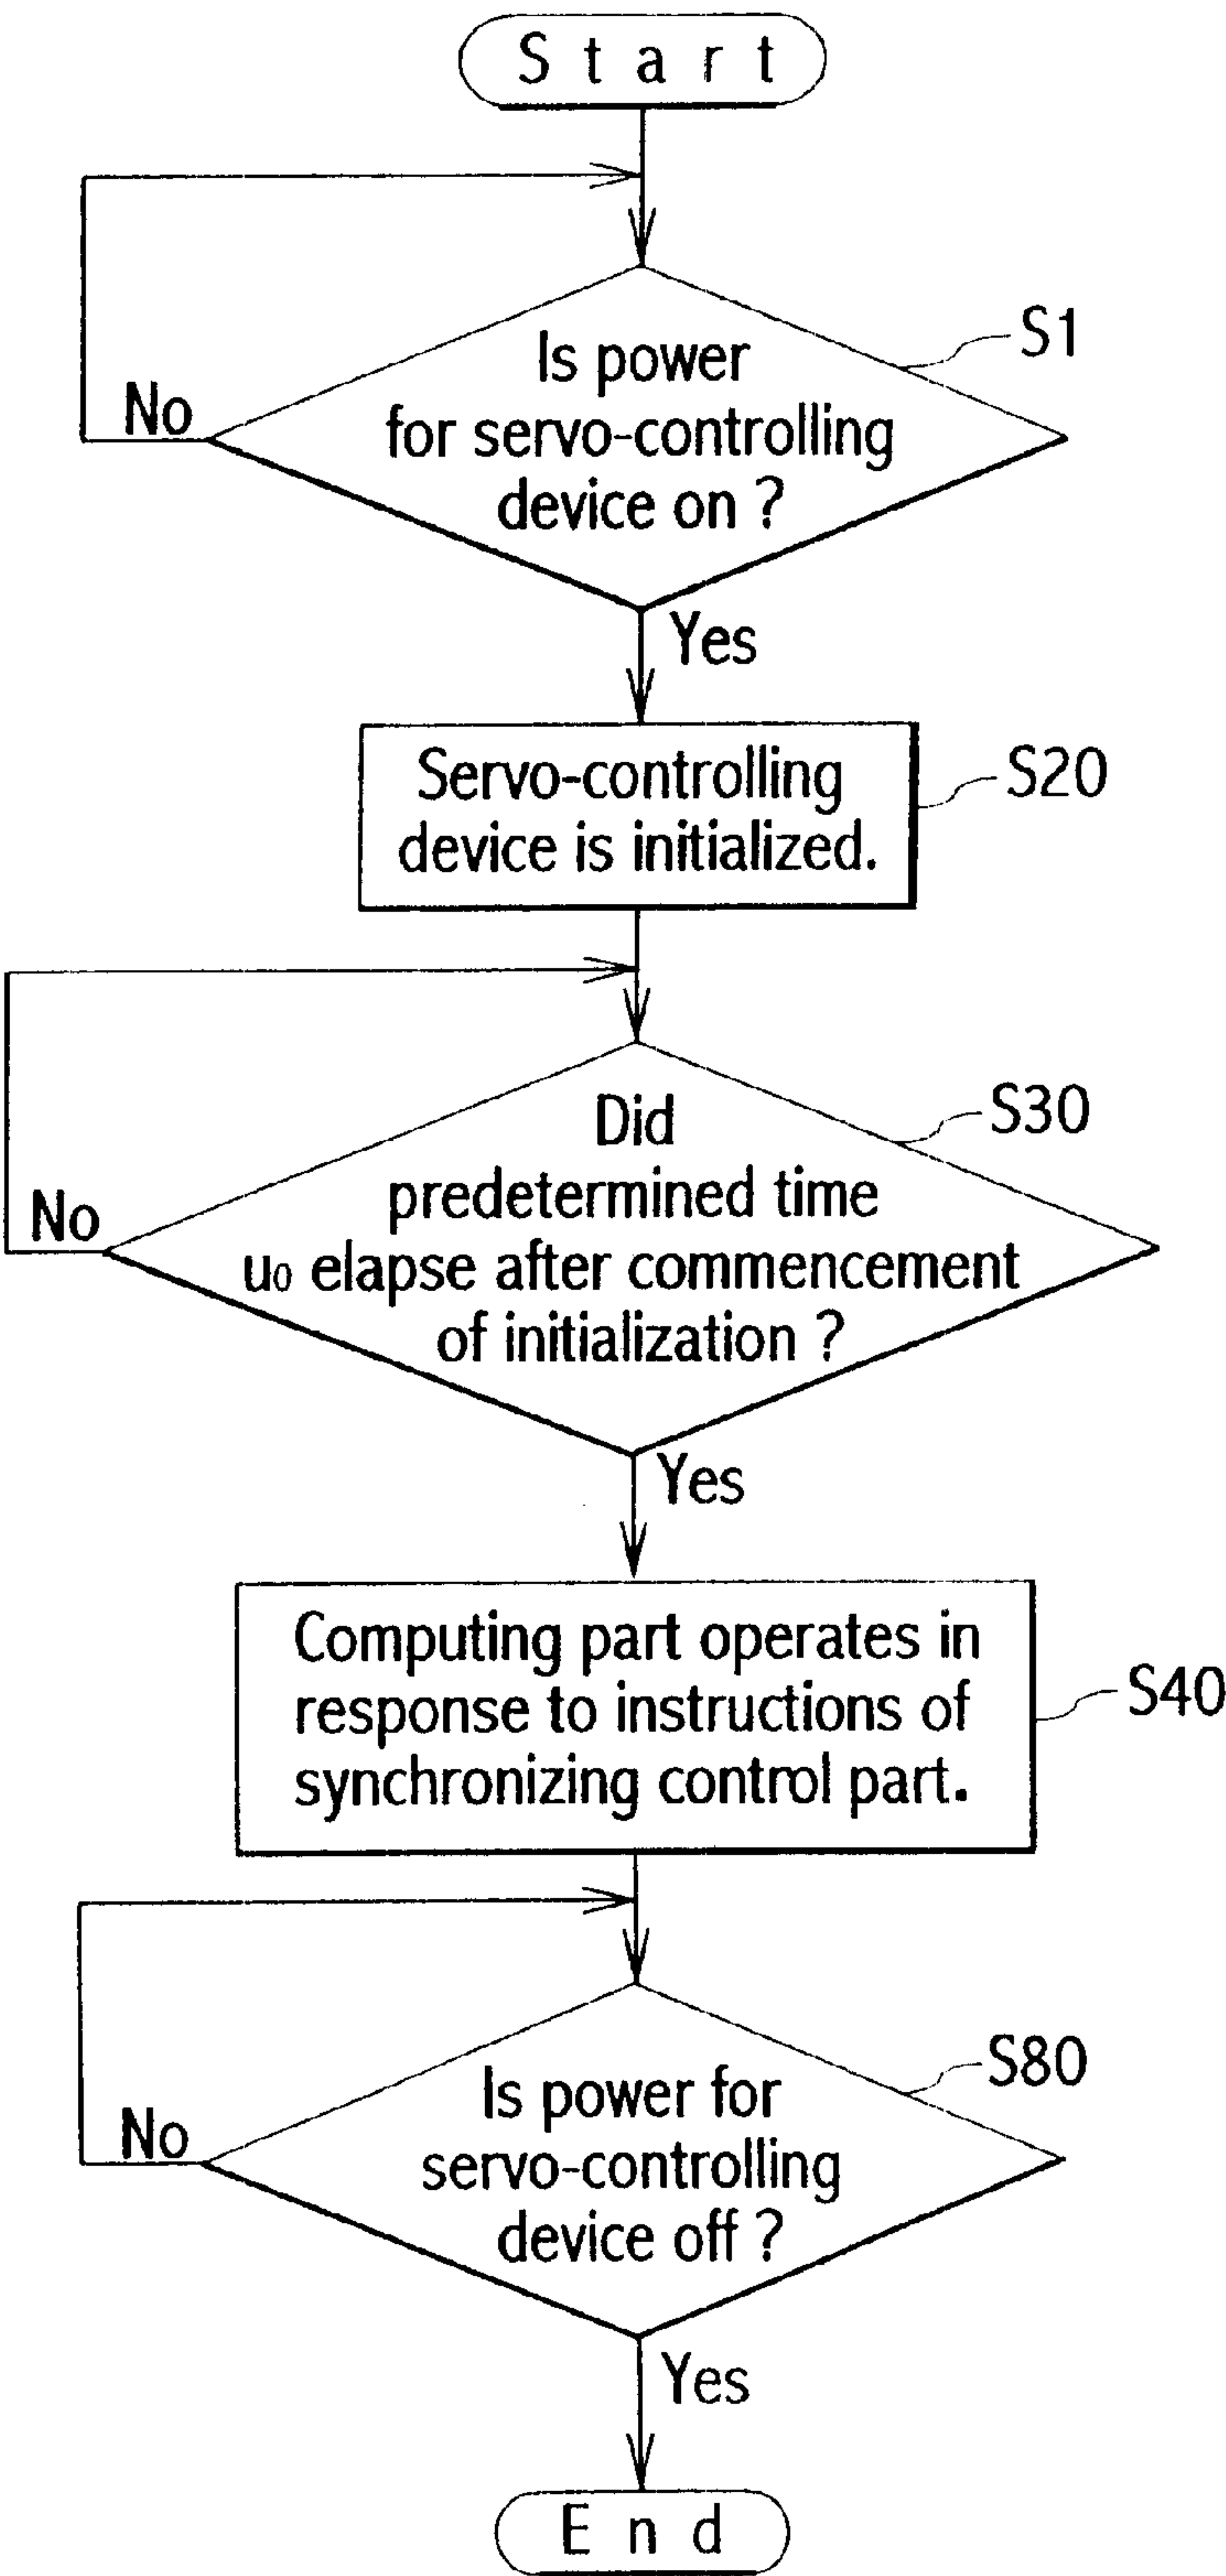 Start
Is power
for servo-controlling
device on ?
S1
No
Yes
Servo-controlling
device is initialized.
S20
Did
predetermined time
u₀ elapse after commencement
of initialization ?
S30
No
Yes
Computing part operates in
response to instructions of
synchronizing control part.
S40
Is power for
servo-controlling
device off ?
S80
No
Yes
End